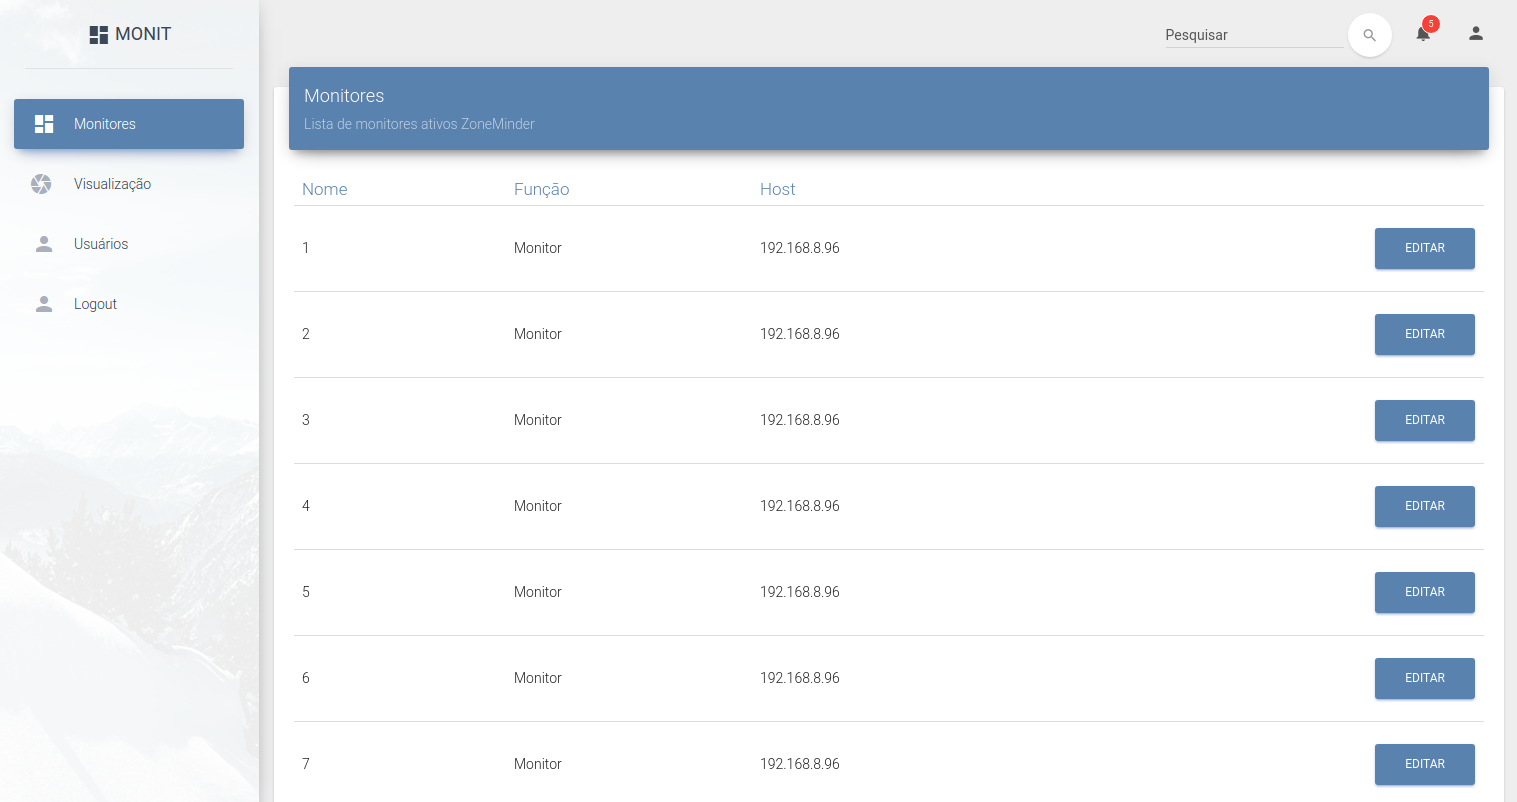 MONIT
Monitores
Visualização
Usuários
Logout
Pesquisar
5
Monitores
Lista de monitores ativos ZoneMinder
Nome Função Host
1 Monitor 192.168.8.96 EDITAR
2 Monitor 192.168.8.96 EDITAR
3 Monitor 192.168.8.96 EDITAR
4 Monitor 192.168.8.96 EDITAR
5 Monitor 192.168.8.96 EDITAR
6 Monitor 192.168.8.96 EDITAR
7 Monitor 192.168.8.96 EDITAR